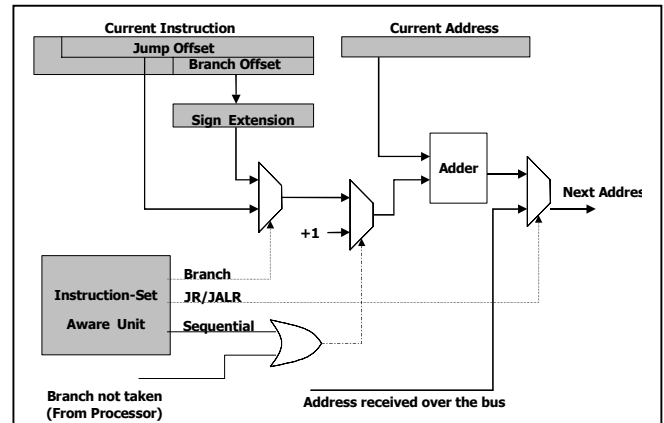 Current Instruction
Current Address
Jump Offset
Branch Offset
Sign Extension
Adder
Next Addres
+1
Branch
Instruction-Set
Aware Unit
JR/JALR
Sequential
Branch not taken
(From Processor)
Address received over the bus